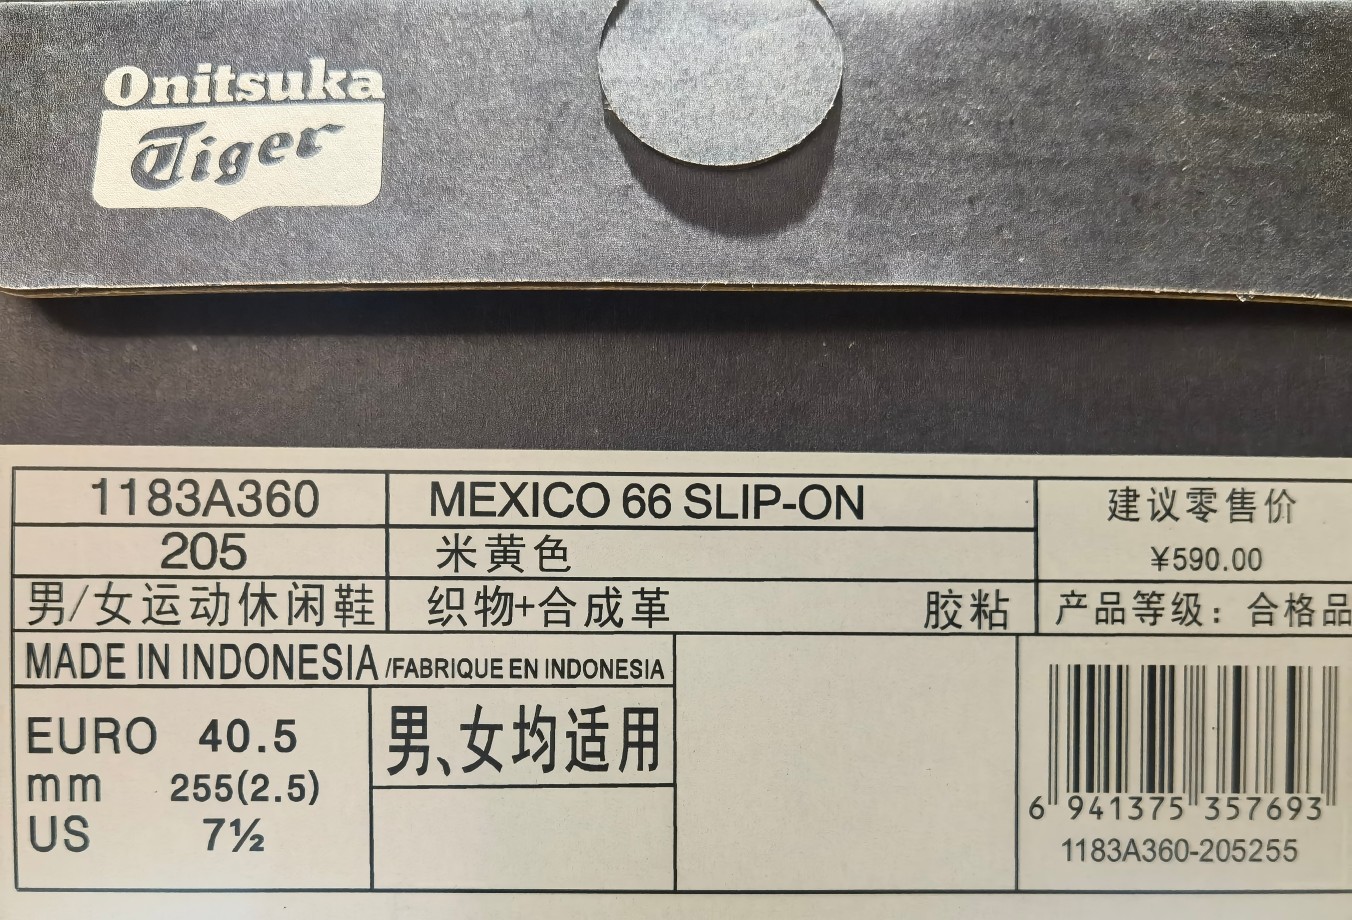 Onitsuka
Tiger
1183A360
MEXICO 66 SLIP-ON
建议零售价
¥590.00
205
米黄色
男/女运动休闲鞋
织物+合成革
胶粘
产品等级：合格品
MADE IN INDONESIA /FABRIQUE EN INDONESIA
EURO 40.5
mm 255(2.5)
US 7½
男、女均适用
6 941375 357693
1183A360-205255